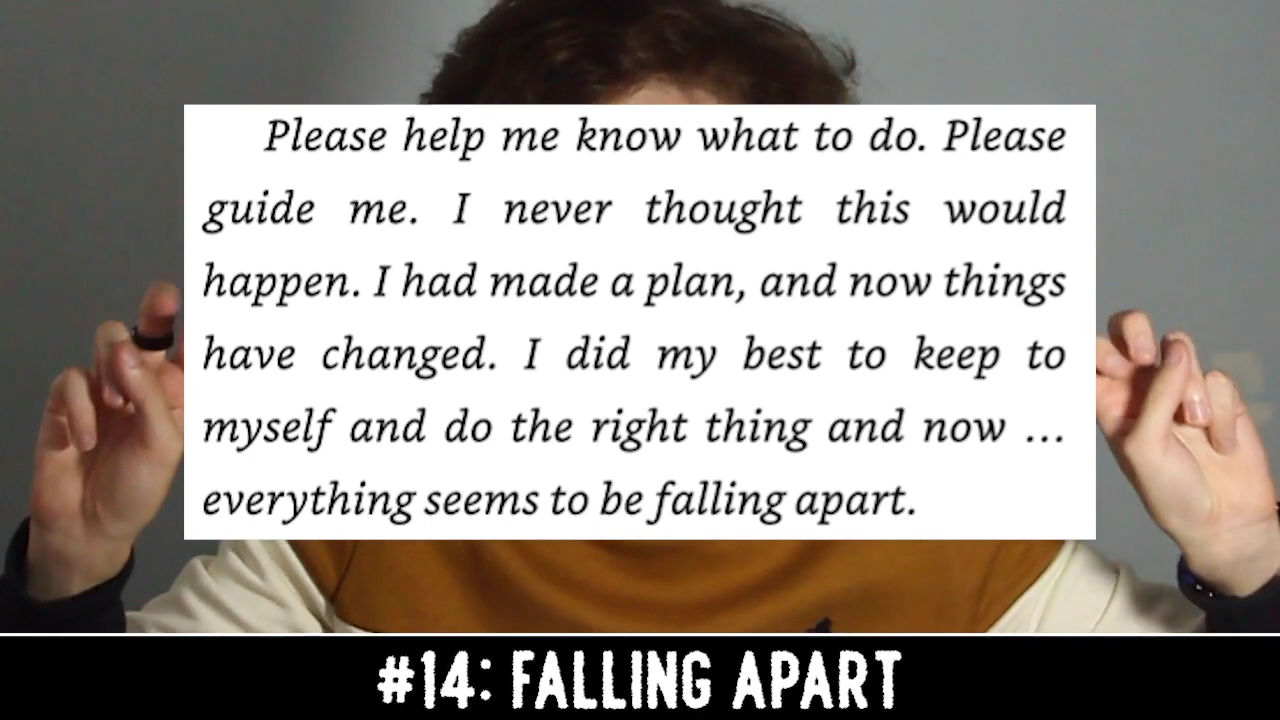 Please help me know what to do. Please
guide me. I never thought this would
happen. I had made a plan, and now things
have changed. I did my best to keep to
myself and do the right thing and now ...
everything seems to be falling apart.
#14: FALLING APART